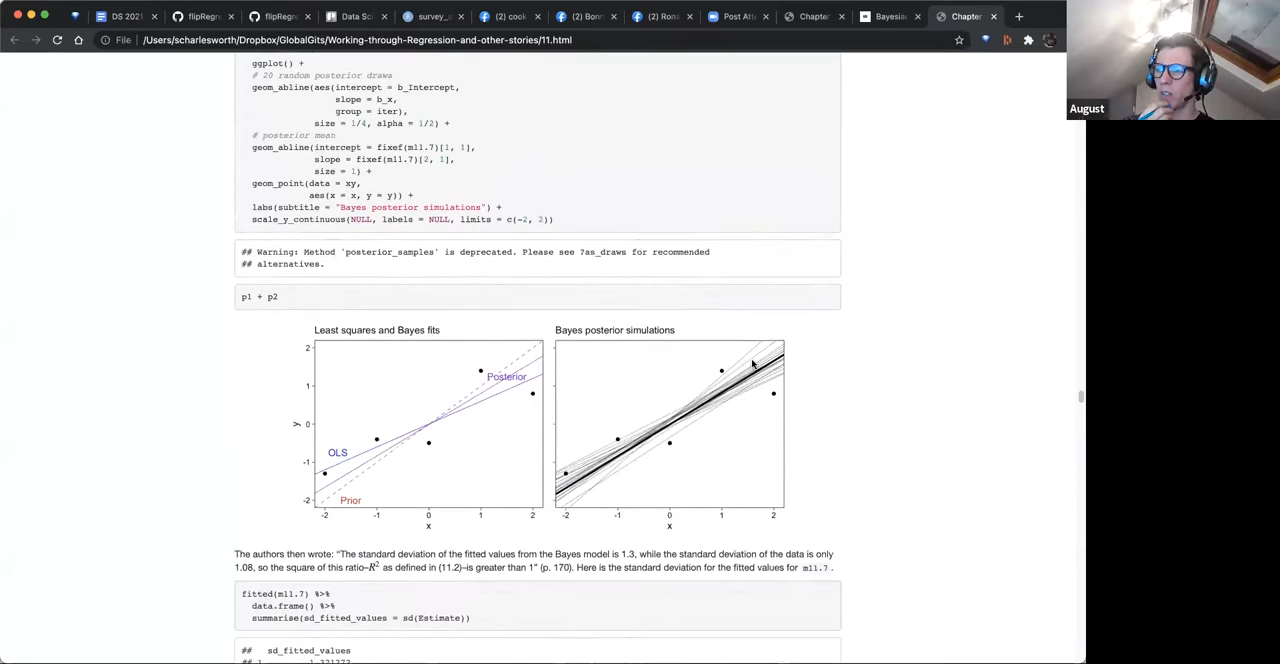 DS 2021
flipRegre
flipRegre
Data Sci
survey_a
(2) cook
(2) Bonn
(2) Rona
Post Att
Chapter
Bayesia
Chapter
File | /Users/scharlesworth/Dropbox/GlobalGits/Working-through-Regression-and-other-stories/11.html
August
ggplot() +
# 20 random posterior draws
geom_abline(aes(intercept = b_Intercept,
slope = b_x,
group = iter),
size = 1/4, alpha = 1/2) +
# posterior mean
geom_abline(intercept = fixef(m11.7)[1, 1],
slope = fixef(m11.7)[2, 1],
size = 1) +
geom_point(data = xy,
aes(x = x, y = y)) +
labs(subtitle = "Bayes posterior simulations") +
scale_y_continuous(NULL, labels = NULL, limits = c(-2, 2))
## Warning: Method 'posterior_samples' is deprecated. Please see ?as_draws for recommended
## alternatives.
p1 + p2
Least squares and Bayes fits
2
1
0
-1
-2
y
Posterior
OLS
Prior
-2 -1 0 1 2
x
Bayes posterior simulations
-2 -1 0 1 2
x
The authors then wrote: "The standard deviation of the fitted values from the Bayes model is 1.3, while the standard deviation of the data is only
1.08, so the square of this ratio–R² as defined in (11.2)–is greater than 1" (p. 170). Here is the standard deviation for the fitted values for m11.7 .
fitted(m11.7) %>%
data.frame() %>%
summarise(sd_fitted_values = sd(Estimate))
## sd_fitted_values
## 1 1.321272